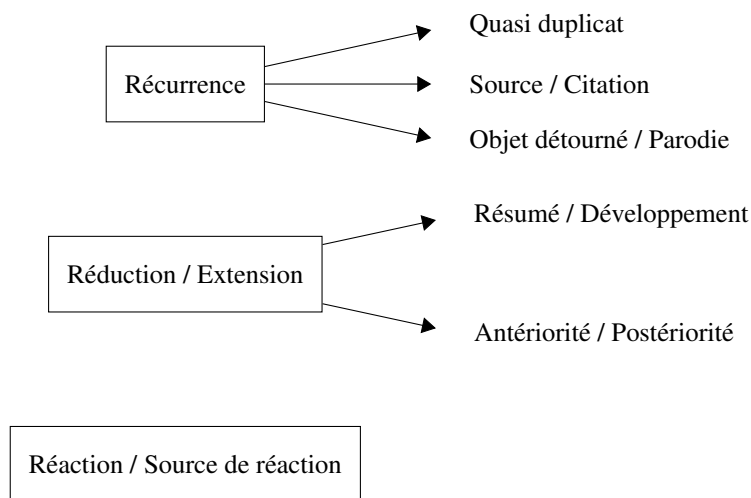 Quasi duplicat
Récurrence
Source / Citation
Objet détourné / Parodie
Résumé / Développement
Réduction / Extension
Antériorité / Postériorité
Réaction / Source de réaction